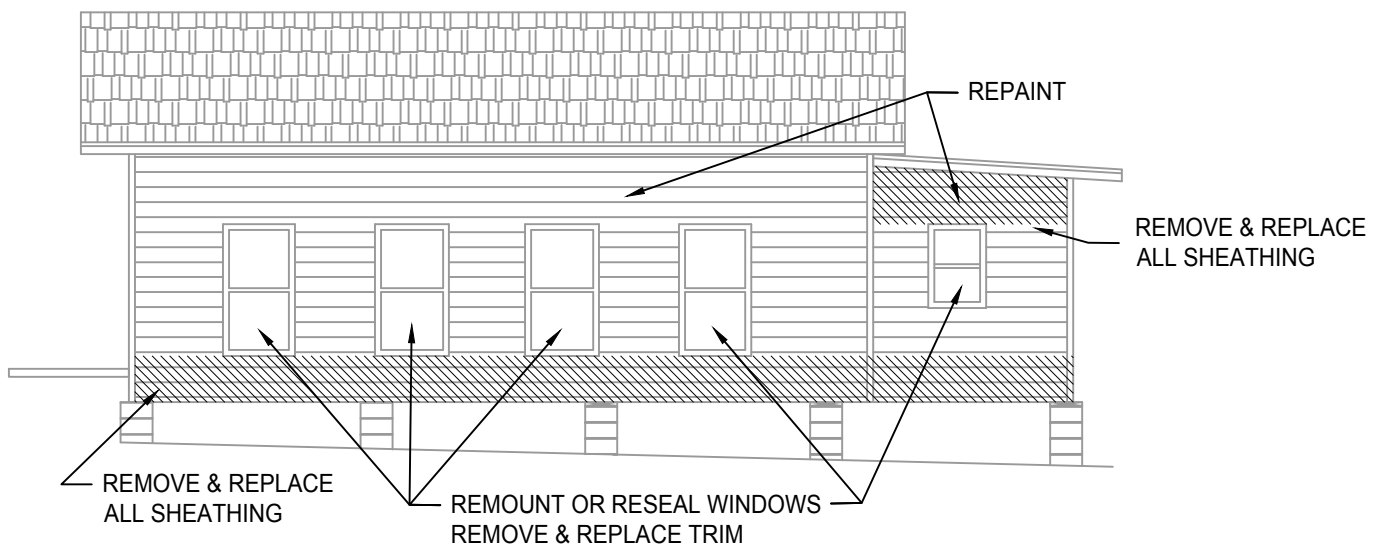 REPAINT
REMOVE & REPLACE
ALL SHEATHING
REMOVE & REPLACE
ALL SHEATHING
REMOUNT OR RESEAL WINDOWS
REMOVE & REPLACE TRIM